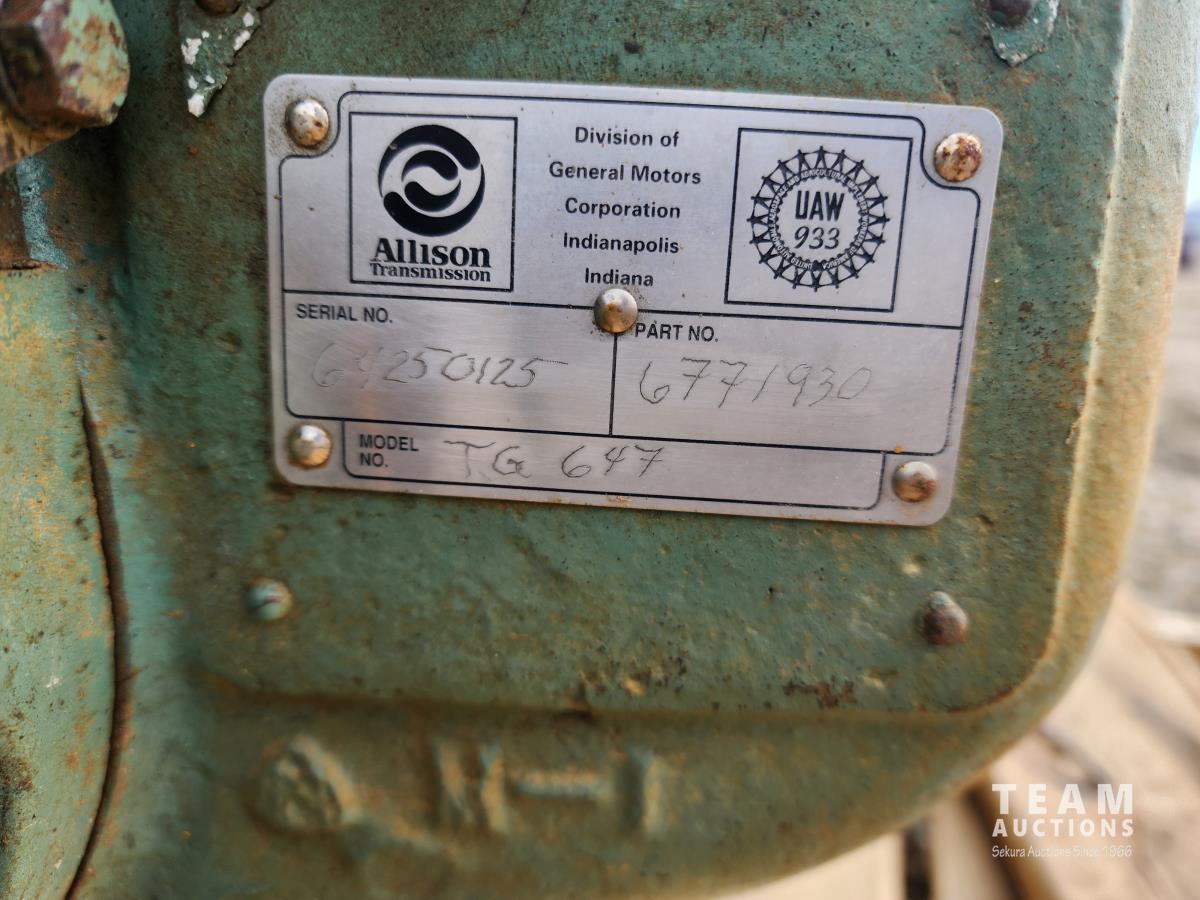 Allison
Transmission
Division of
General Motors
Corporation
Indianapolis
Indiana
UAW
933
SERIAL NO.
64250125
PART NO.
6771930
MODEL
NO.
TG 647
TEAM
AUCTIONS
Sekura Auctions Since 1966